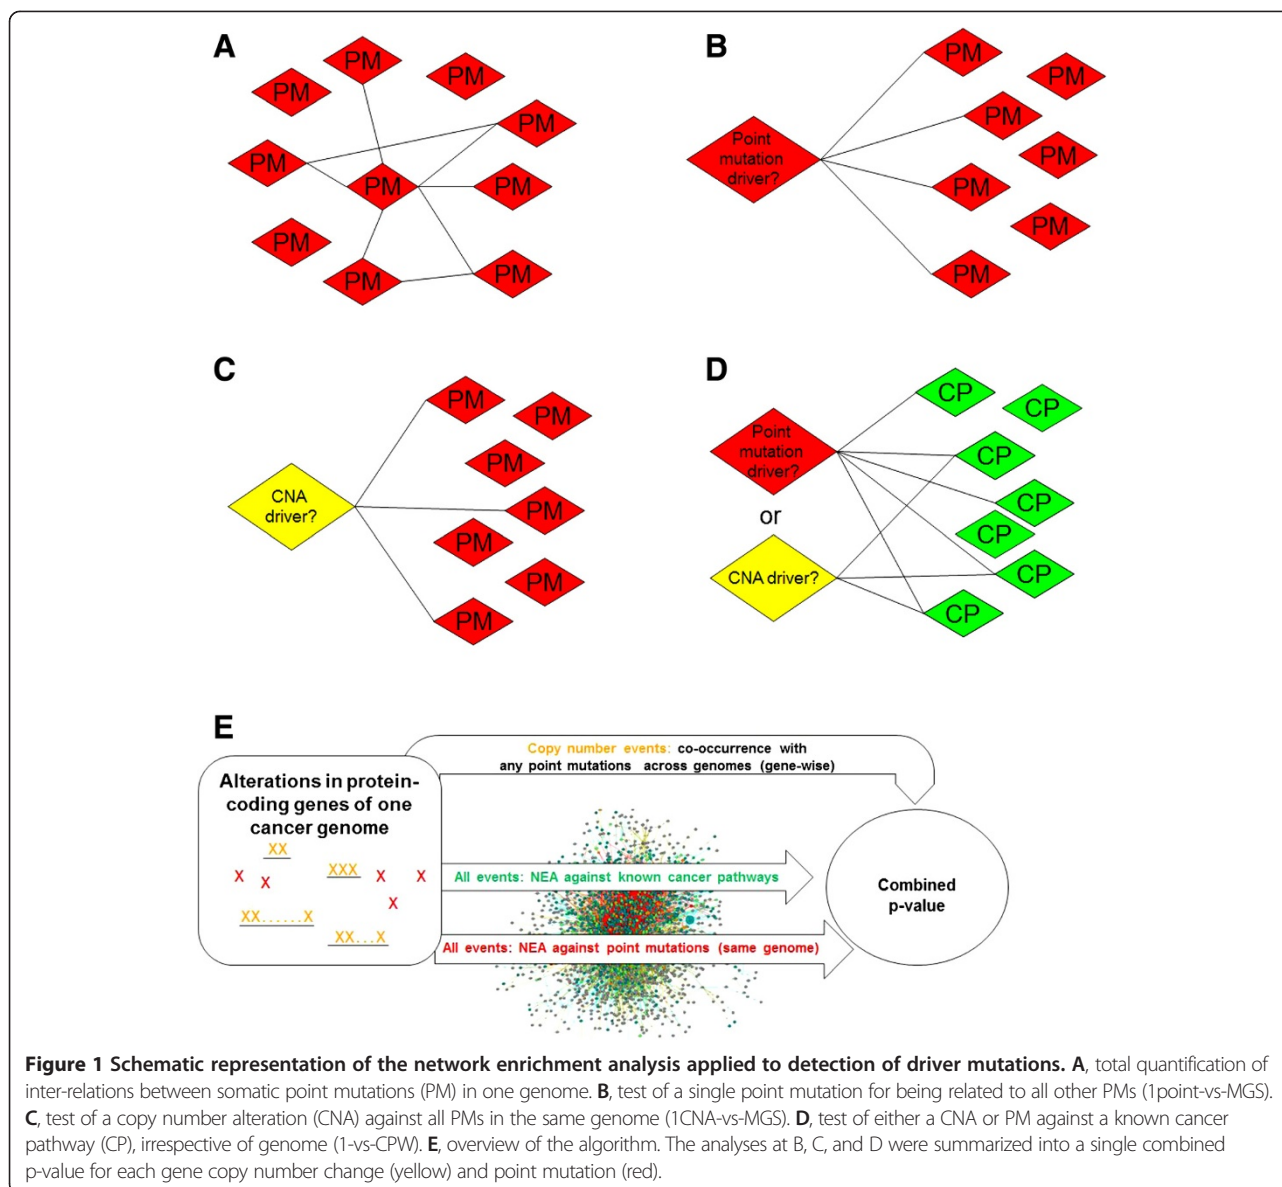 A
PM
PM
PM
PM
PM
PM
PM
PM
PM
PM
B
Point
mutation
driver?
PM
PM
PM
PM
PM
PM
PM
C
CNA
driver?
PM
PM
PM
PM
PM
PM
PM
D
Point
mutation
driver?
or
CNA driver?
CP
CP
CP
CP
CP
CP
CP
E
Alterations in protein-
coding genes of one
cancer genome
XX
X
X
XXX
X
X
X
XX......X
XX...X
Copy number events: co-occurrence with
any point mutations across genomes (gene-wise)
All events: NEA against known cancer pathways
All events: NEA against point mutations (same genome)
Combined
p-value
Figure 1 Schematic representation of the network enrichment analysis applied to detection of driver mutations. A, total quantification of
inter-relations between somatic point mutations (PM) in one genome. B, test of a single point mutation for being related to all other PMs (1point-vs-MGS).
C, test of a copy number alteration (CNA) against all PMs in the same genome (1CNA-vs-MGS). D, test of either a CNA or PM against a known cancer
pathway (CP), irrespective of genome (1-vs-CPW). E, overview of the algorithm. The analyses at B, C, and D were summarized into a single combined
p-value for each gene copy number change (yellow) and point mutation (red).